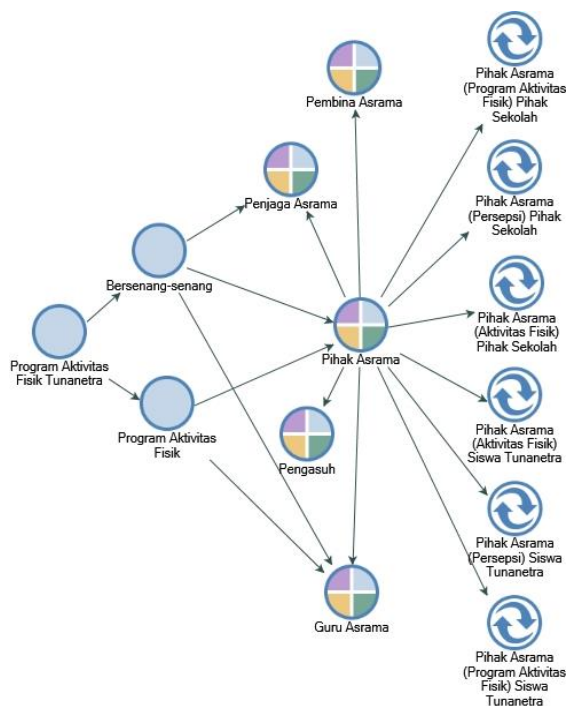 Pihak Asrama
(Program Aktivitas
Fisik) Pihak
Sekolah
Pembina Asrama
Pihak Asrama
(Persepsi) Pihak
Sekolah
Penjaga Asrama
Bersenang-senang
Pihak Asrama
(Aktivitas Fisik)
Pihak Sekolah
Program Aktivitas
Fisik Tunanetra
Pihak Asrama
Program Aktivitas
Fisik
Pihak Asrama
(Aktivitas Fisik)
Siswa Tunanetra
Pengasuh
Pihak Asrama
(Persepsi) Siswa
Tunanetra
Guru Asrama
Pihak Asrama
(Program Aktivitas
Fisik) Siswa
Tunanetra